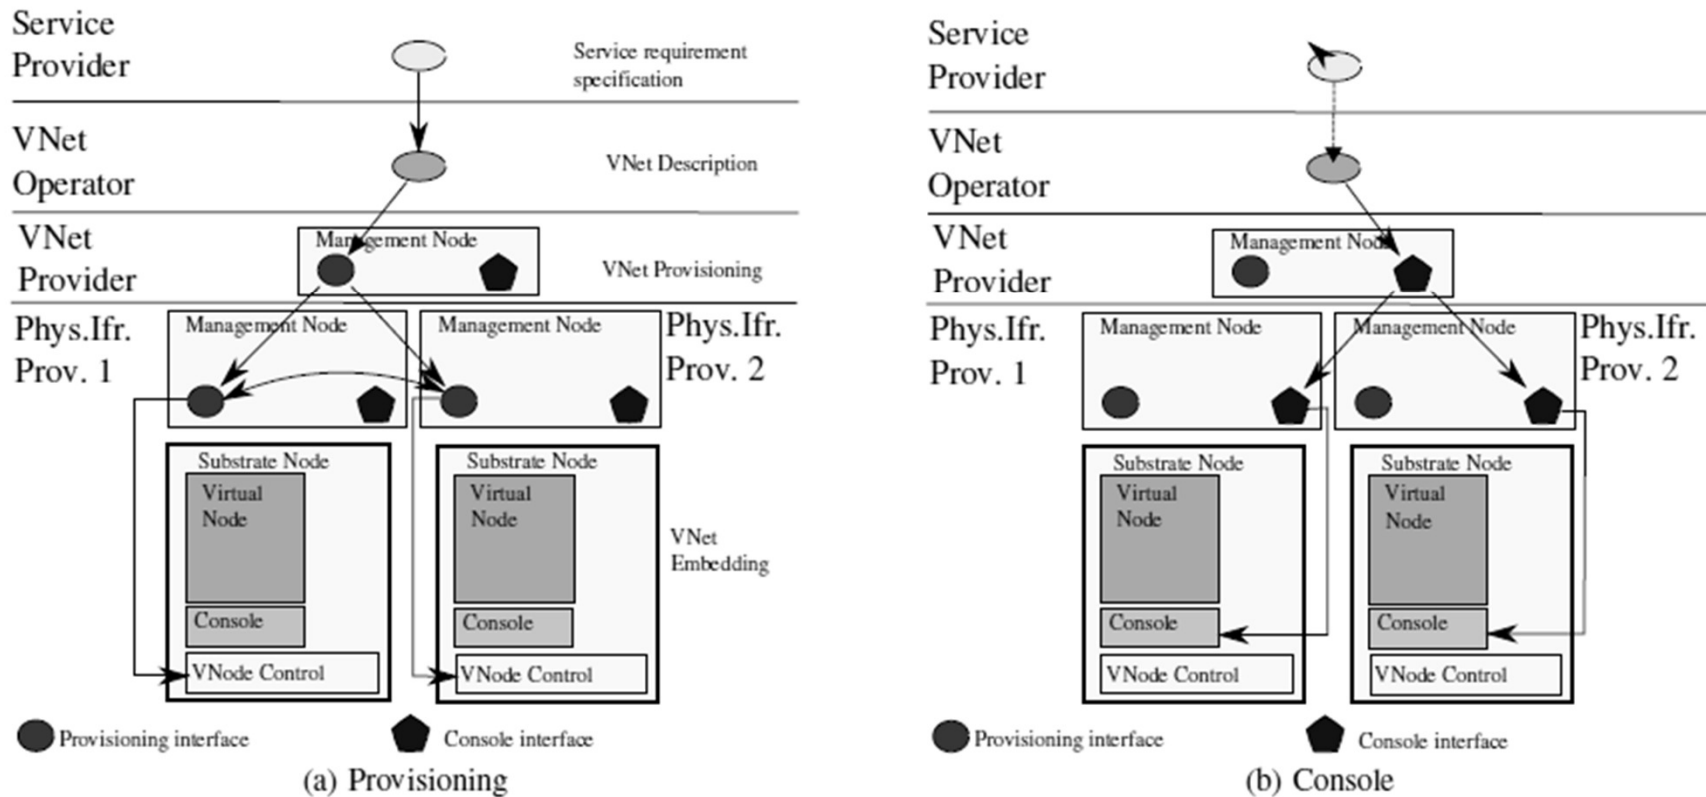 Service
Provider
Service requirement
specification
VNet
Operator
VNet Description
VNet
Provider
Management Node
VNet Provisioning
Phys.Ifr.
Prov. 1
Management Node
Management Node
Phys.Ifr.
Prov. 2
Substrate Node
Virtual
Node
Console
VNode Control
Substrate Node
Virtual
Node
Console
VNode Control
VNet
Embedding
Provisioning interface
Console interface
(a) Provisioning
Service
Provider
VNet
Operator
VNet
Provider
Management Node
Phys.Ifr.
Prov. 1
Management Node
Management Node
Phys.Ifr.
Prov. 2
Substrate Node
Virtual
Node
Console
VNode Control
Substrate Node
Virtual
Node
Console
VNode Control
Provisioning interface
Console interface
(b) Console